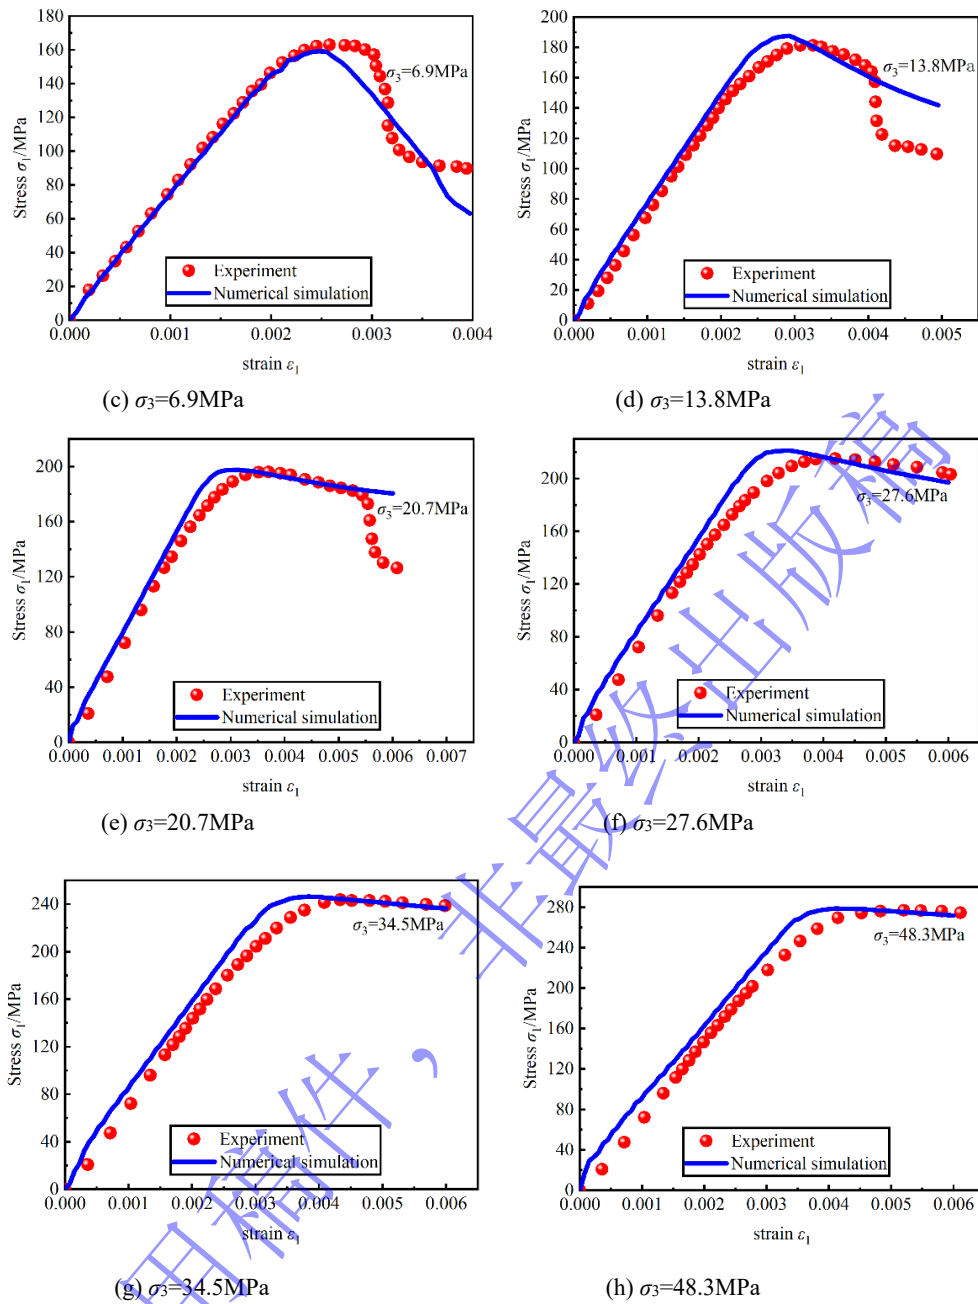 180
160
140
120
100
80
60
40
20
0
Stress σ₁/MPa
σ₃=6.9MPa
Experiment
Numerical simulation
0.000 0.001 0.002 0.003 0.004
strain ε₁
(c) σ₃=6.9MPa
200
180
160
140
120
100
80
60
40
20
0
Stress σ₁/MPa
σ₃=13.8MPa
Experiment
Numerical simulation
0.000 0.001 0.002 0.003 0.004 0.005
strain ε₁
(d) σ₃=13.8MPa
200
160
120
80
40
0
Stress σ₁/MPa
σ₃=20.7MPa
Experiment
Numerical simulation
0.000 0.001 0.002 0.003 0.004 0.005 0.006 0.007
strain ε₁
(e) σ₃=20.7MPa
200
160
120
80
40
0
Stress σ₁/MPa
σ₃=27.6MPa
Experiment
Numerical simulation
0.000 0.001 0.002 0.003 0.004 0.005 0.006
strain ε₁
(f) σ₃=27.6MPa
240
200
160
120
80
40
0
Stress σ₁/MPa
σ₃=34.5MPa
Experiment
Numerical simulation
0.000 0.001 0.002 0.003 0.004 0.005 0.006
strain ε₁
(g) σ₃=34.5MPa
280
240
200
160
120
80
40
0
Stress σ₁/MPa
σ₃=48.3MPa
Experiment
Numerical simulation
0.000 0.001 0.002 0.003 0.004 0.005 0.006
strain ε₁
(h) σ₃=48.3MPa
用稿件，非最终出版稿